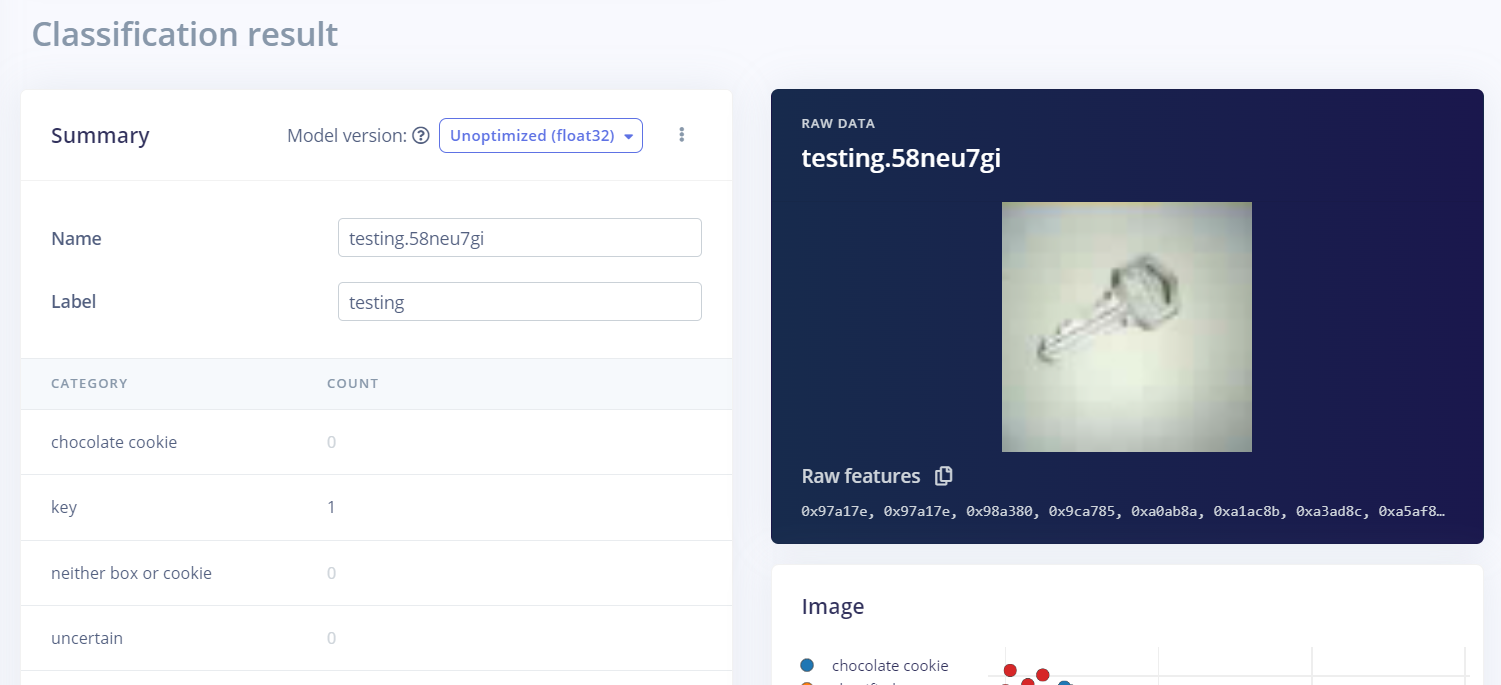 Classification result
Summary
Model version:
Unoptimized (float32)
Name
testing.58neu7gi
Label
testing
CATEGORY COUNT
chocolate cookie 0
key 1
neither box or cookie 0
uncertain 0
RAW DATA
testing.58neu7gi
Raw features
0x97a17e, 0x97a17e, 0x98a380, 0x9ca785, 0xa0ab8a, 0xa1ac8b, 0xa3ad8c, 0xa5af8…
Image
chocolate cookie